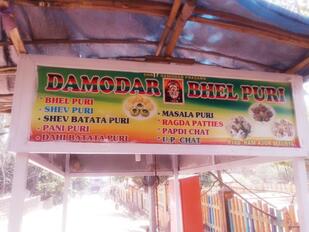 DAMODAR BHEL PURI
BHEL PURI
SHEV PURI
SHEV BATATA PURI
PANI PURI
DAHI BATATA PURI
MASALA PURI
RAGDA PATTIES
PAPDI CHAT
U.P. CHAT